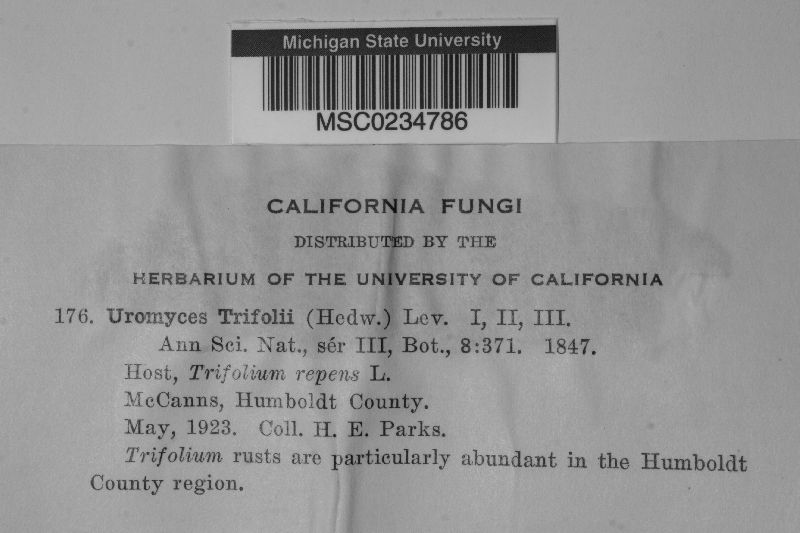 Michigan State University
MSC0234786
CALIFORNIA FUNGI
DISTRIBUTED BY THE
HERBARIUM OF THE UNIVERSITY OF CALIFORNIA
176. Uromyces Trifolii (Hedw.) Lev. I, II, III.
Ann Sci. Nat., sér III, Bot., 8:371. 1847.
Host, Trifolium repens L.
McCanns, Humboldt County.
May, 1923. Coll. H. E. Parks.
Trifolium rusts are particularly abundant in the Humboldt
County region.